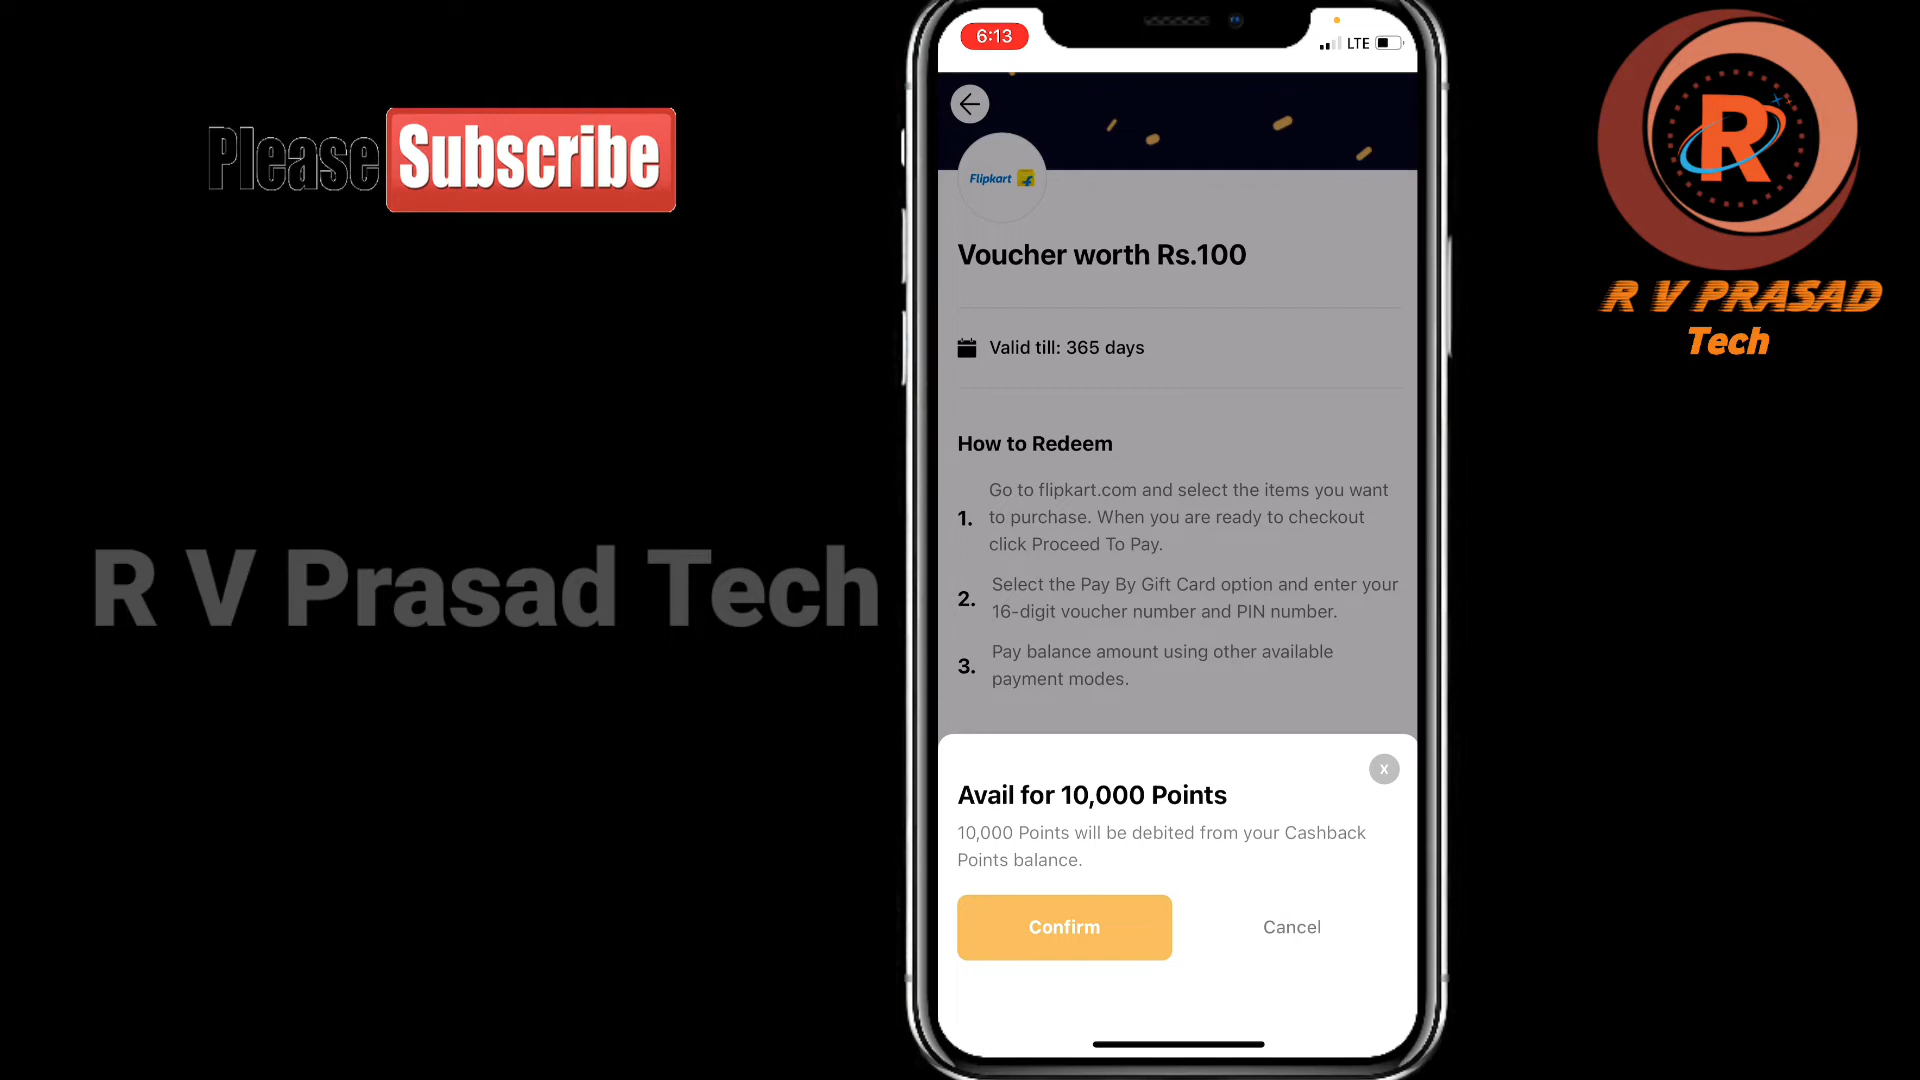 Please Subscribe
R V Prasad Tech
6:13
LTE
Flipkart
Voucher worth Rs.100
Valid till: 365 days
How to Redeem
1. Go to flipkart.com and select the items you want
to purchase. When you are ready to checkout
click Proceed To Pay.
2. Select the Pay By Gift Card option and enter your
16-digit voucher number and PIN number.
3. Pay balance amount using other available
payment modes.
X
Avail for 10,000 Points
10,000 Points will be debited from your Cashback
Points balance.
Confirm
Cancel
R
R V PRASAD
Tech